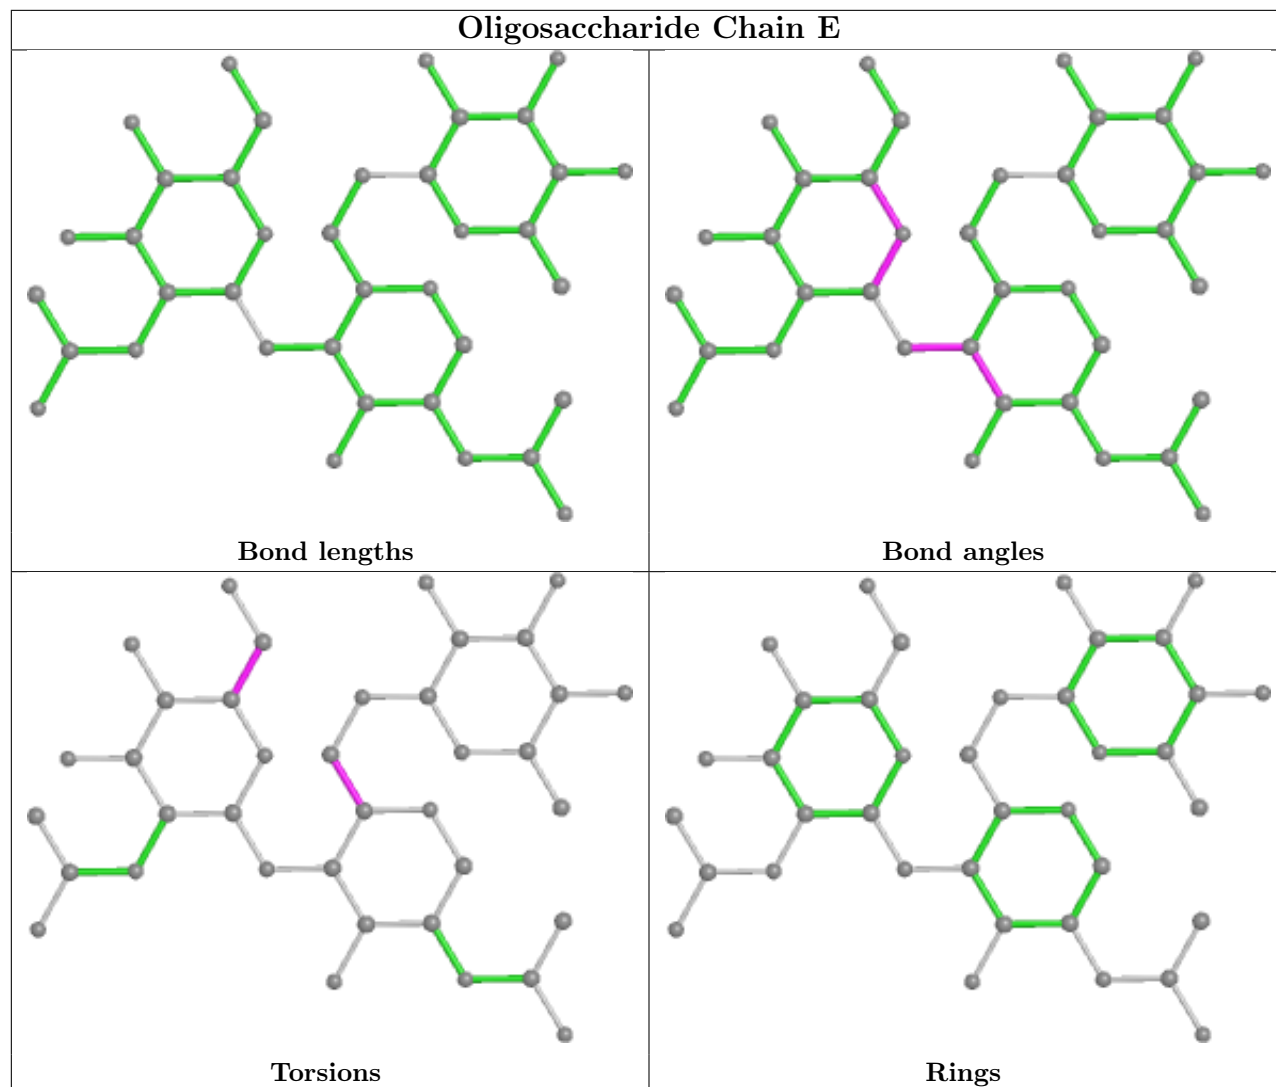 Oligosaccharide Chain E
Bond lengths
Bond angles
Torsions
Rings